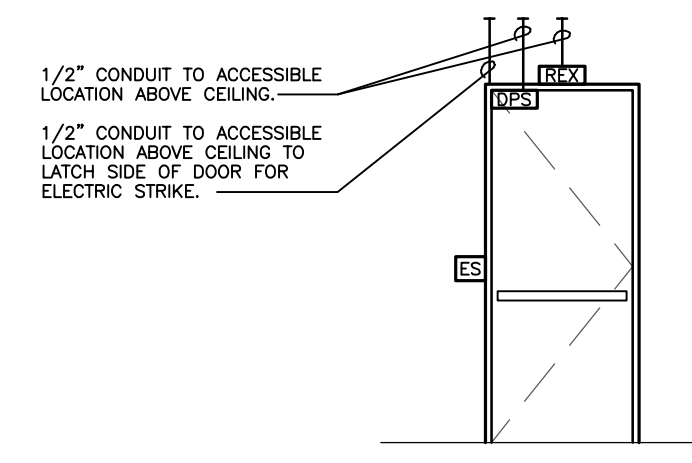 1/2" CONDUIT TO ACCESSIBLE
LOCATION ABOVE CEILING.
1/2" CONDUIT TO ACCESSIBLE
LOCATION ABOVE CEILING TO
LATCH SIDE OF DOOR FOR
ELECTRIC STRIKE.
REX
DPS
ES